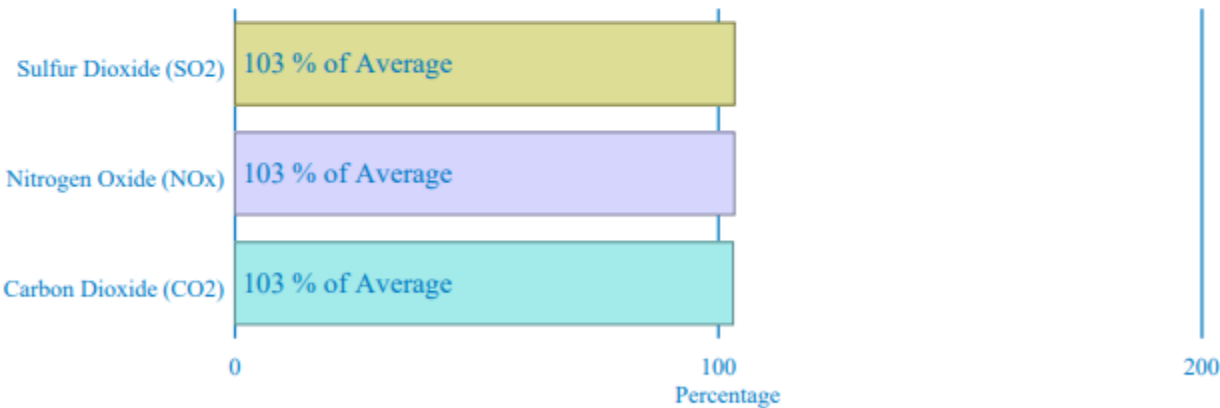 Sulfur Dioxide (SO2) 103 % of Average
Nitrogen Oxide (NOx) 103 % of Average
Carbon Dioxide (CO2) 103 % of Average
0 100 200
Percentage